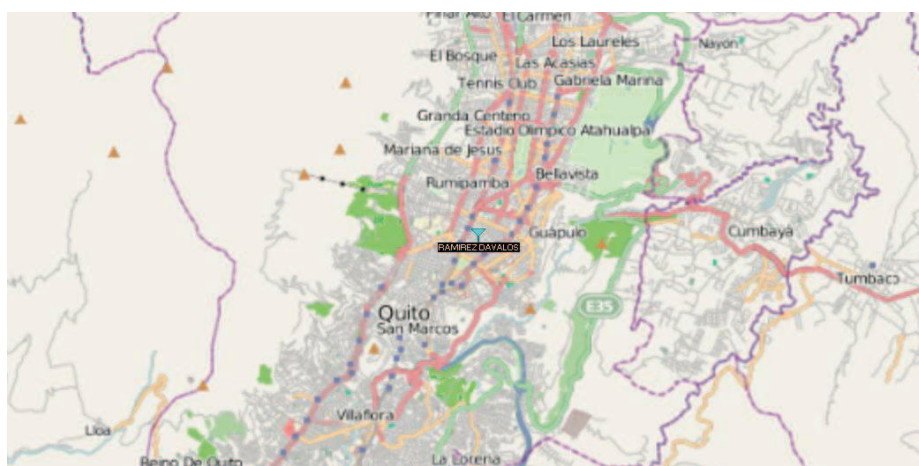 Pinar Alto
El Carmen
Los Laureles
Nayón
El Bosque
Las Acasias
Tennis Club
Gabriela Marina
Granda Centeno
Estadio Olimpico Atahualpa
Mariana de Jesus
Bellavista
Rumipamba
Guápulo
Cumbaya
RAMIREZ DAVALOS
Tumbaco
E35
Quito
San Marcos
Villaflora
Lloa
La Lorena
Reino De Quito